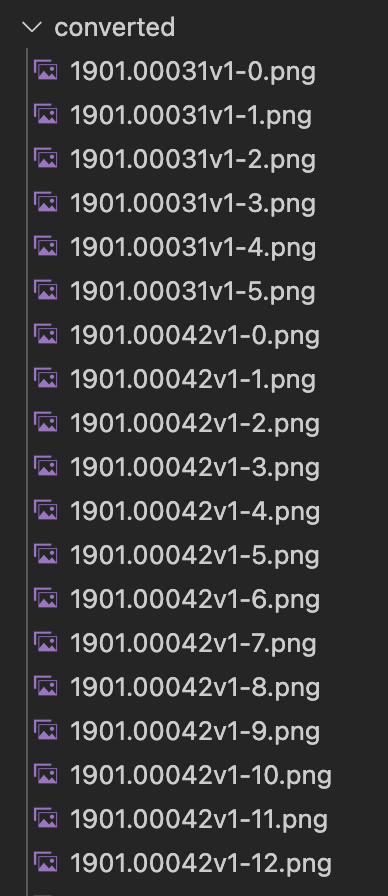 converted
1901.00031v1-0.png
1901.00031v1-1.png
1901.00031v1-2.png
1901.00031v1-3.png
1901.00031v1-4.png
1901.00031v1-5.png
1901.00042v1-0.png
1901.00042v1-1.png
1901.00042v1-2.png
1901.00042v1-3.png
1901.00042v1-4.png
1901.00042v1-5.png
1901.00042v1-6.png
1901.00042v1-7.png
1901.00042v1-8.png
1901.00042v1-9.png
1901.00042v1-10.png
1901.00042v1-11.png
1901.00042v1-12.png